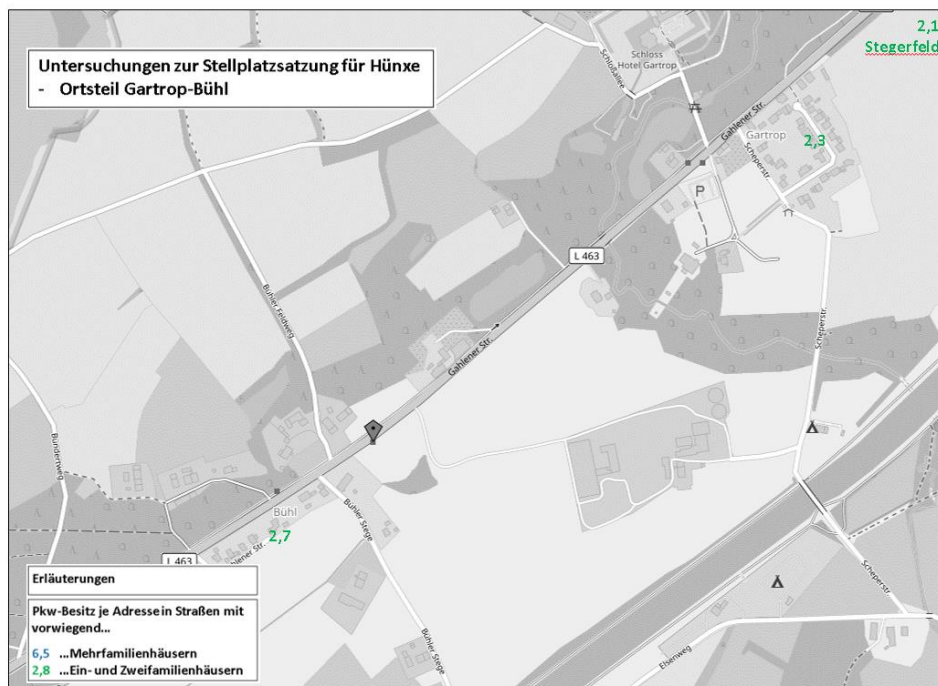 Untersuchungen zur Stellplatzsatzung für Hünxe
- Ortsteil Gartrop-Bühl
2,1
Stegerfeld
Schloss
Hotel Gartrop
Schloßallee
Gahlener Str.
Gartrop
2,3
Scheperstr.
P
L 463
Bühler Feldweg
Gahlener Str.
Scheperstr.
Bühl
2,7
Bühler Stege
L 463
Scheperstr.
Elsenweg
Bühler Stege
Erläuterungen
Pkw-Besitz je Adresse in Straßen mit
vorwiegend...
6,5 ...Mehrfamilienhäusern
2,8 ...Ein- und Zweifamilienhäusern